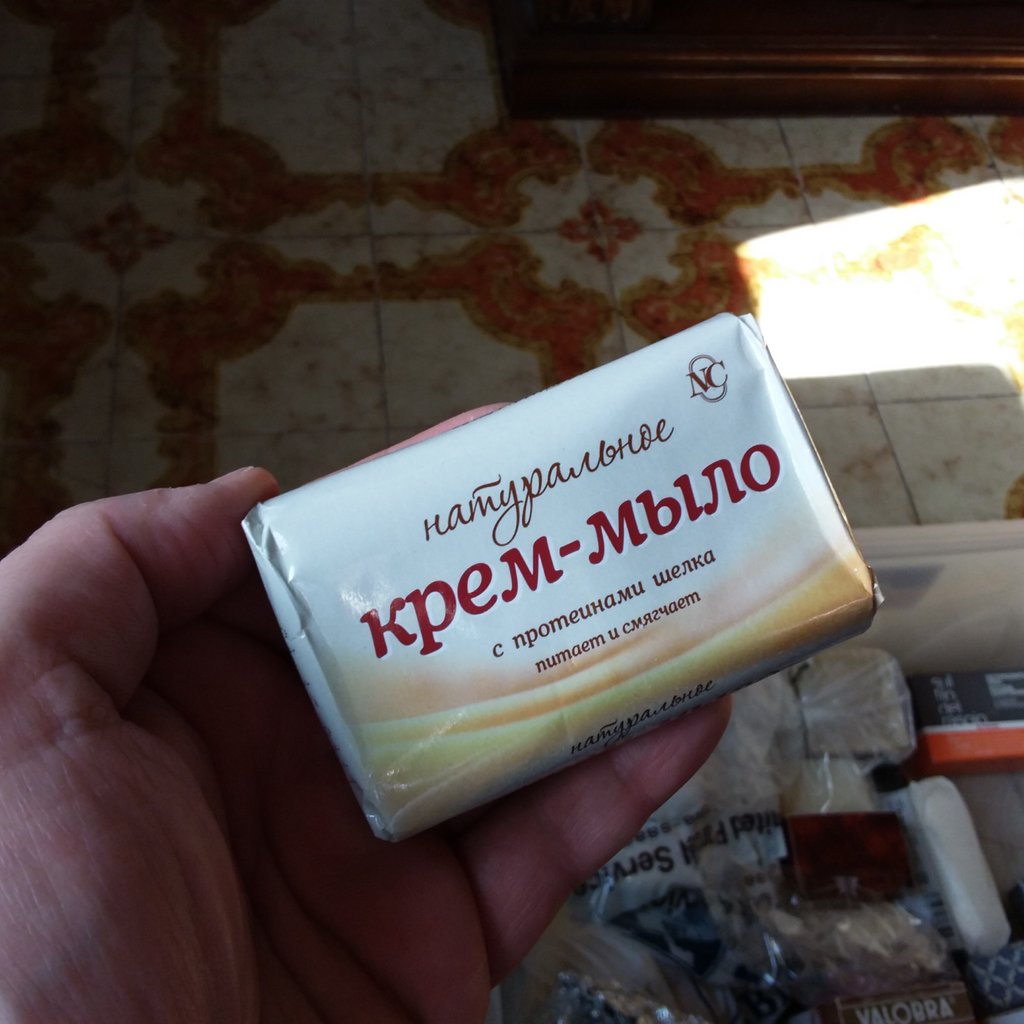 NC
натуральное
крем-мыло
с протеинами шелка
питает и смягчает
натуральное
VALOBRA